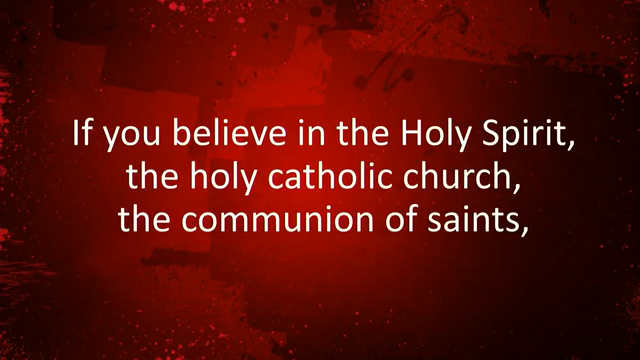 If you believe in the Holy Spirit,
the holy catholic church,
the communion of saints,